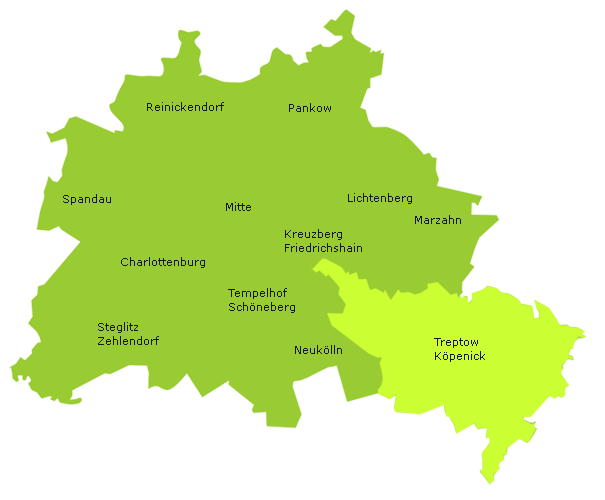 Reinickendorf
Pankow
Spandau
Mitte
Lichtenberg
Marzahn
Kreuzberg
Friedrichshain
Charlottenburg
Tempelhof
Schöneberg
Steglitz
Zehlendorf
Neukölln
Treptow
Köpenick